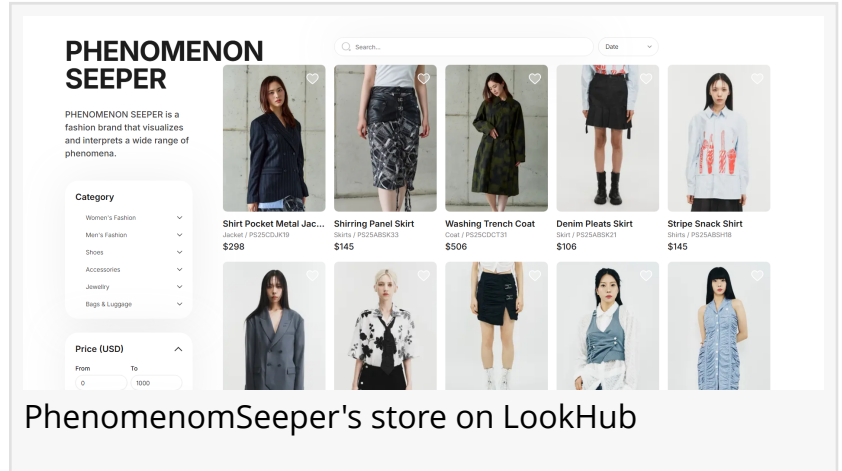 PHENOMENON
SEEPER
PHENOMENON SEEPER is a
fashion brand that visualizes
and interprets a wide range of
phenomena.
Search...
Date
Category
Women's Fashion
Men's Fashion
Shoes
Accessories
Jewellry
Bags & Luggage
Price (USD)
From To
0 1000
Shirt Pocket Metal Jac...
Jacket / PS25CDJK19
$298
Shirring Panel Skirt
Skirts / PS25ABSK33
$145
Washing Trench Coat
Coat / PS25CDCT31
$506
Denim Pleats Skirt
Skirt / PS25ABSK21
$106
Stripe Snack Shirt
Shirts / PS25ABSH18
$145
PhenomenomSeeper's store on LookHub